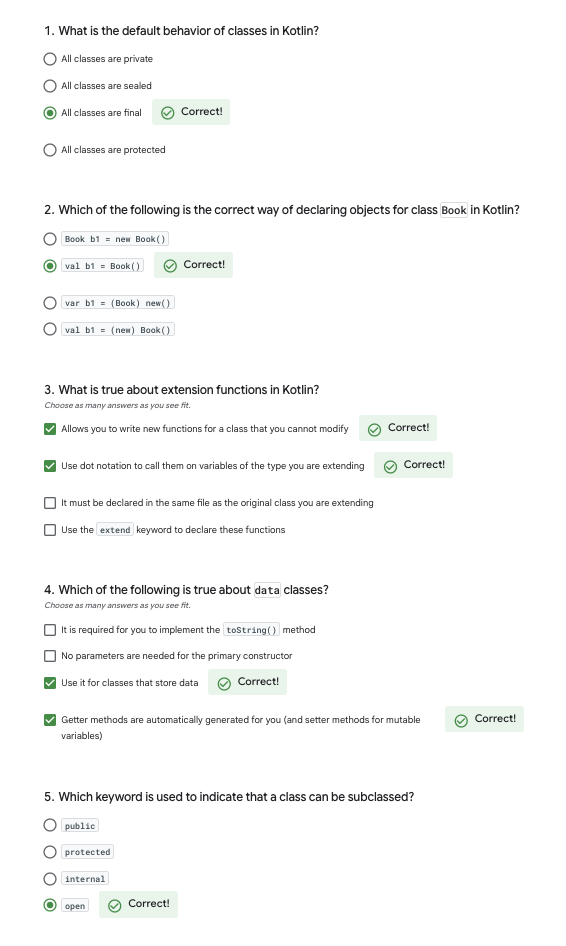 1. What is the default behavior of classes in Kotlin?
All classes are private
All classes are sealed
All classes are final Correct!
All classes are protected
2. Which of the following is the correct way of declaring objects for class Book in Kotlin?
Book b1 = new Book()
val b1 = Book() Correct!
var b1 = (Book) new()
val b1 = (new) Book()
3. What is true about extension functions in Kotlin?
Choose as many answers as you see fit.
Allows you to write new functions for a class that you cannot modify Correct!
Use dot notation to call them on variables of the type you are extending Correct!
It must be declared in the same file as the original class you are extending
Use the extend keyword to declare these functions
4. Which of the following is true about data classes?
Choose as many answers as you see fit.
It is required for you to implement the toString() method
No parameters are needed for the primary constructor
Use it for classes that store data Correct!
Getter methods are automatically generated for you (and setter methods for mutable Correct!
variables)
5. Which keyword is used to indicate that a class can be subclassed?
public
protected
internal
open Correct!